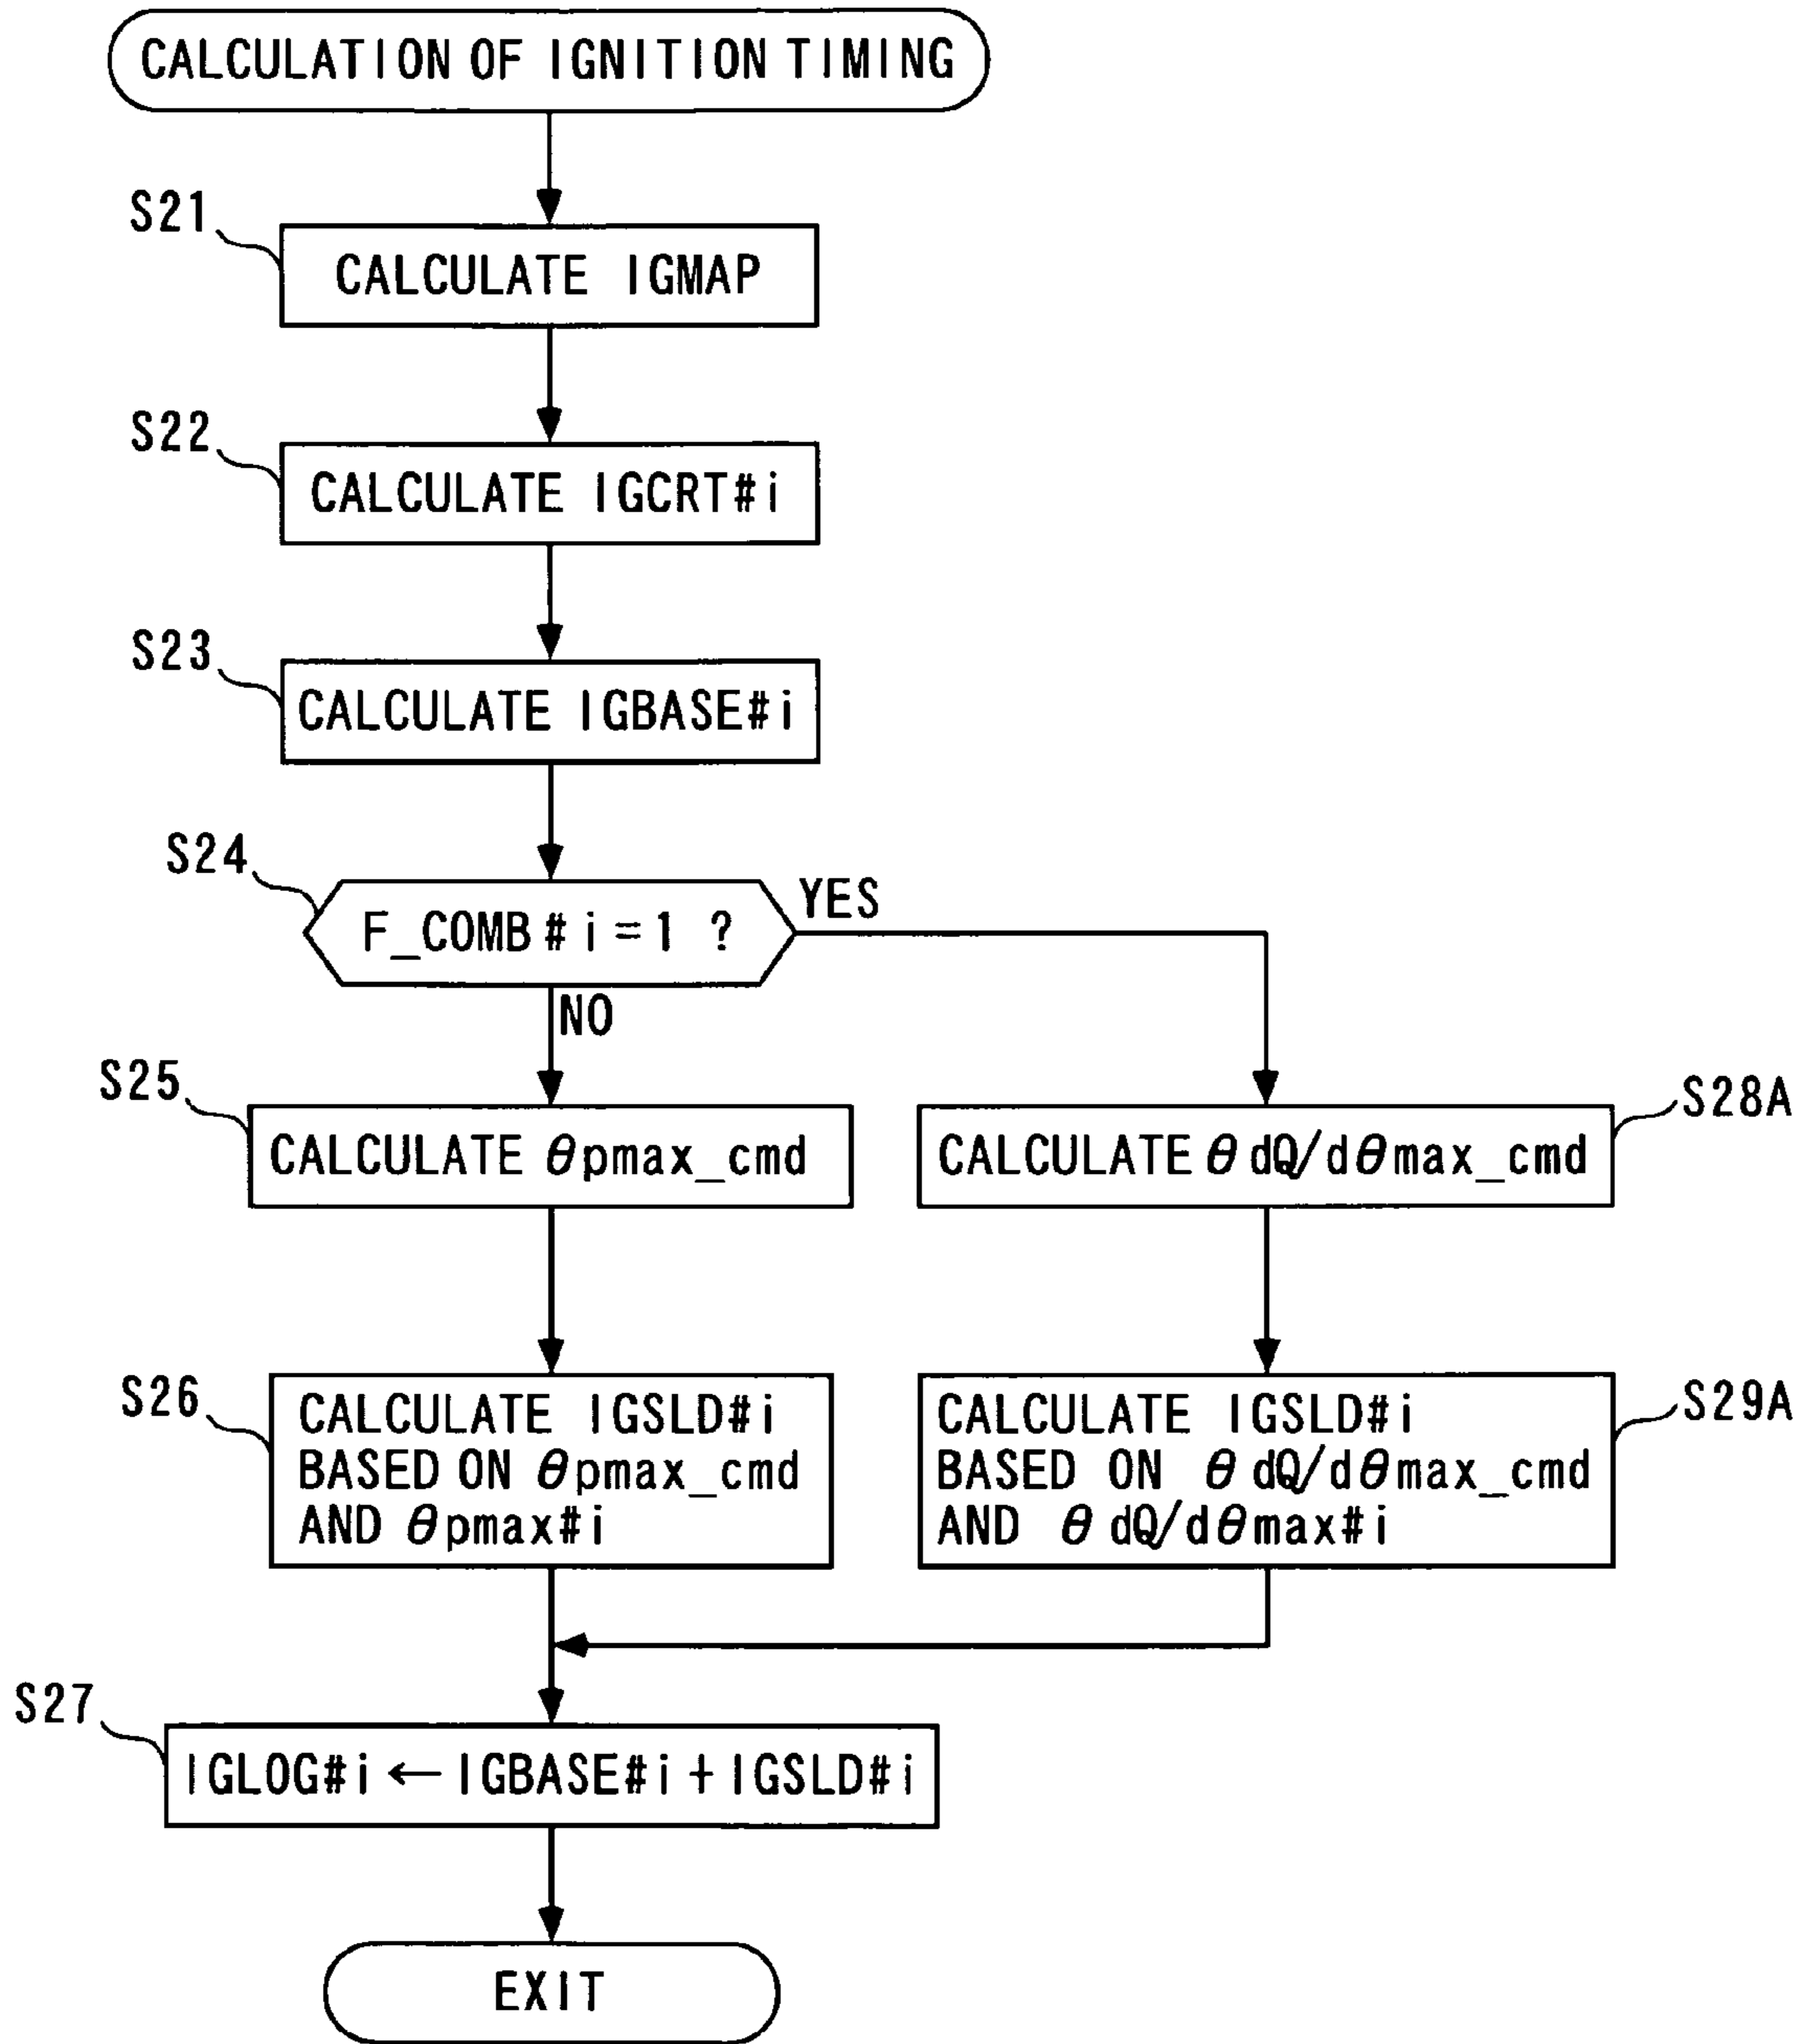 CALCULATION OF IGNITION TIMING
S21
CALCULATE IGMAP
S22
CALCULATE IGCRT#i
S23
CALCULATE IGBASE#i
S24
F_COMB#i=1 ?
YES
NO
S25
CALCULATE θpmax_cmd
CALCULATE θdQ/dθmax_cmd
S28A
S26
CALCULATE IGSLD#i
BASED ON θpmax_cmd
AND θpmax#i
CALCULATE IGSLD#i
BASED ON θdQ/dθmax_cmd
AND θdQ/dθmax#i
S29A
S27
IGLOG#i ← IGBASE#i + IGSLD#i
EXIT